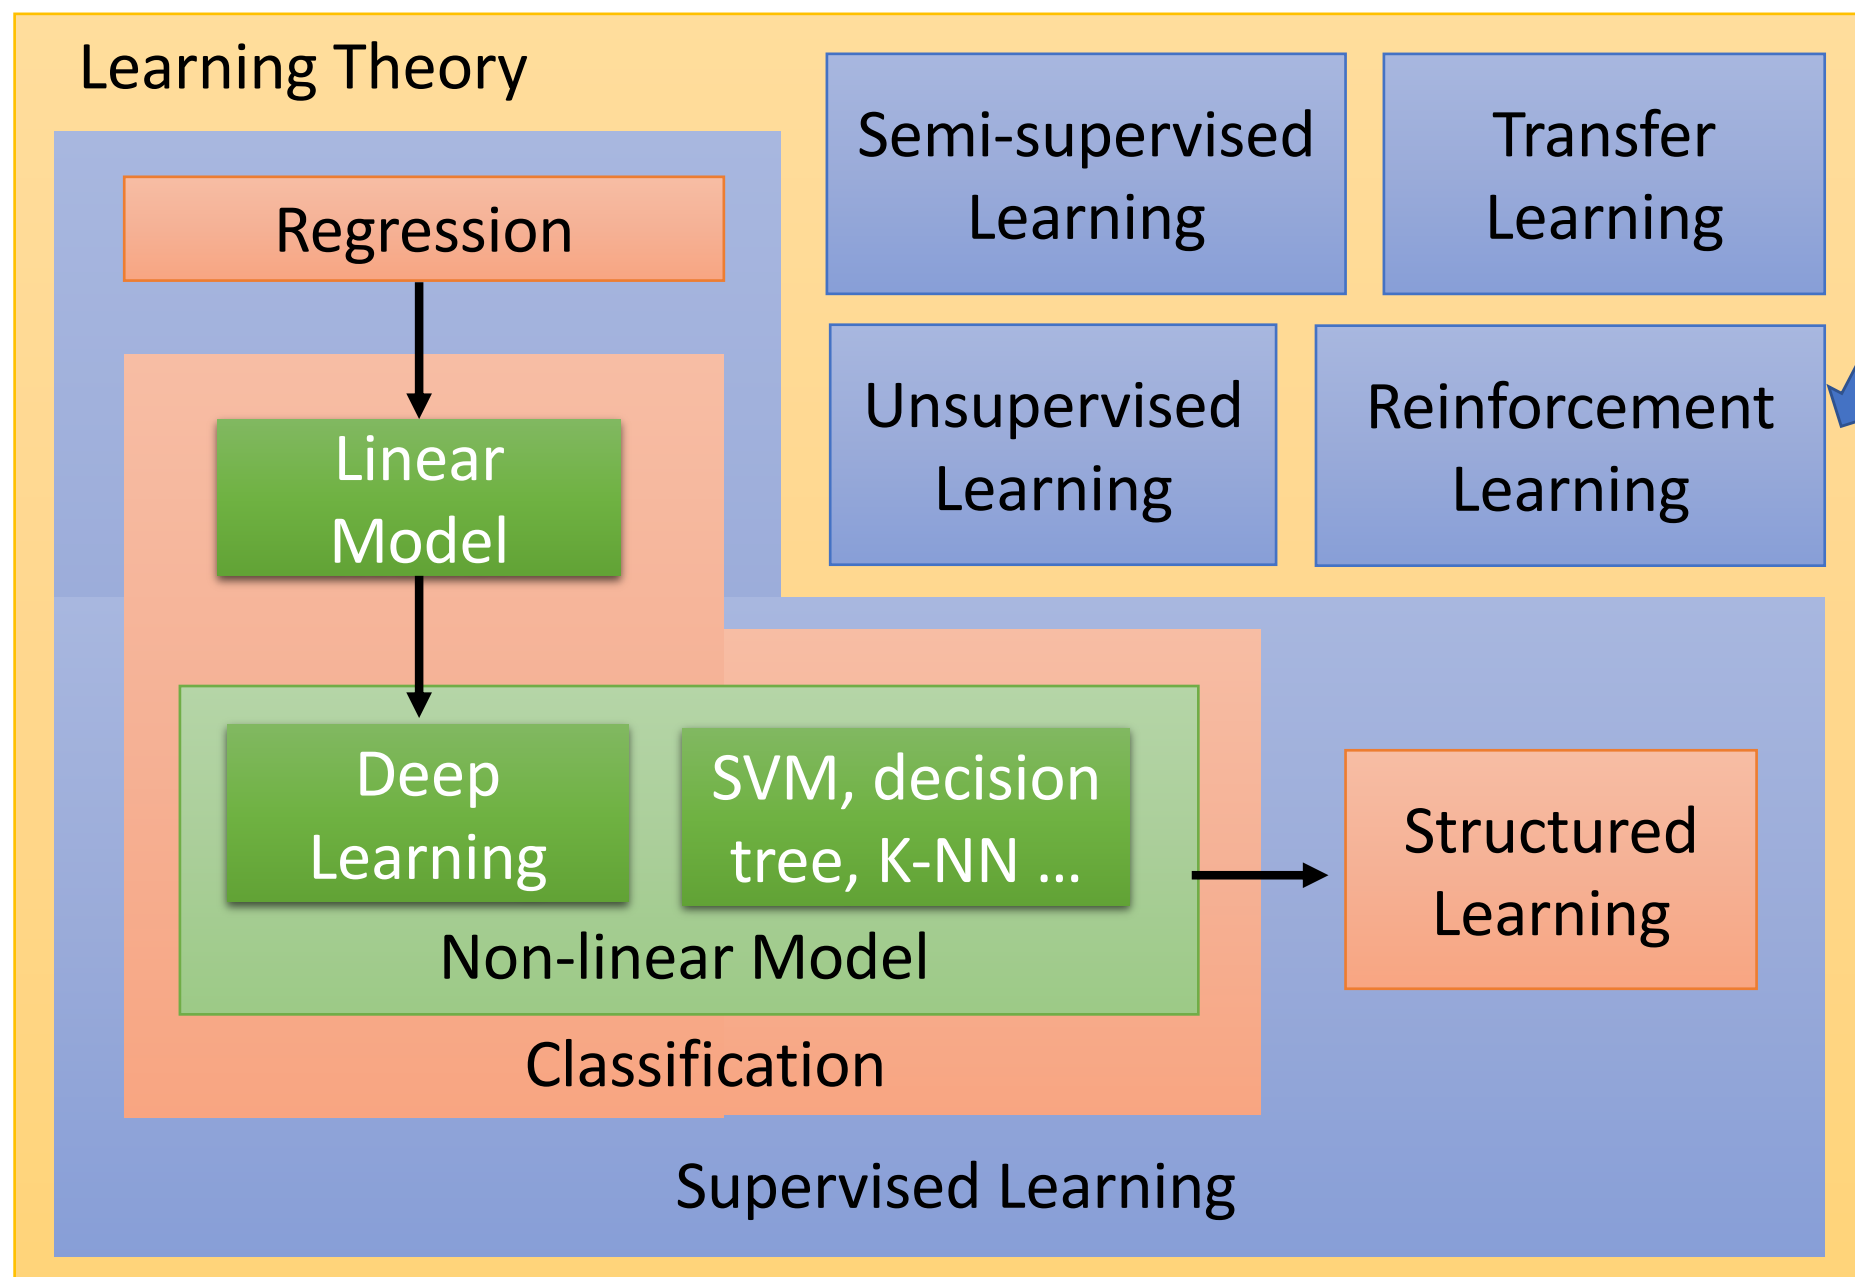 Learning Theory
Semi-supervised
Learning
Transfer
Learning
Regression
Unsupervised
Learning
Reinforcement
Learning
Linear
Model
Deep
Learning
SVM, decision
tree, K-NN ...
Non-linear Model
Classification
Structured
Learning
Supervised Learning